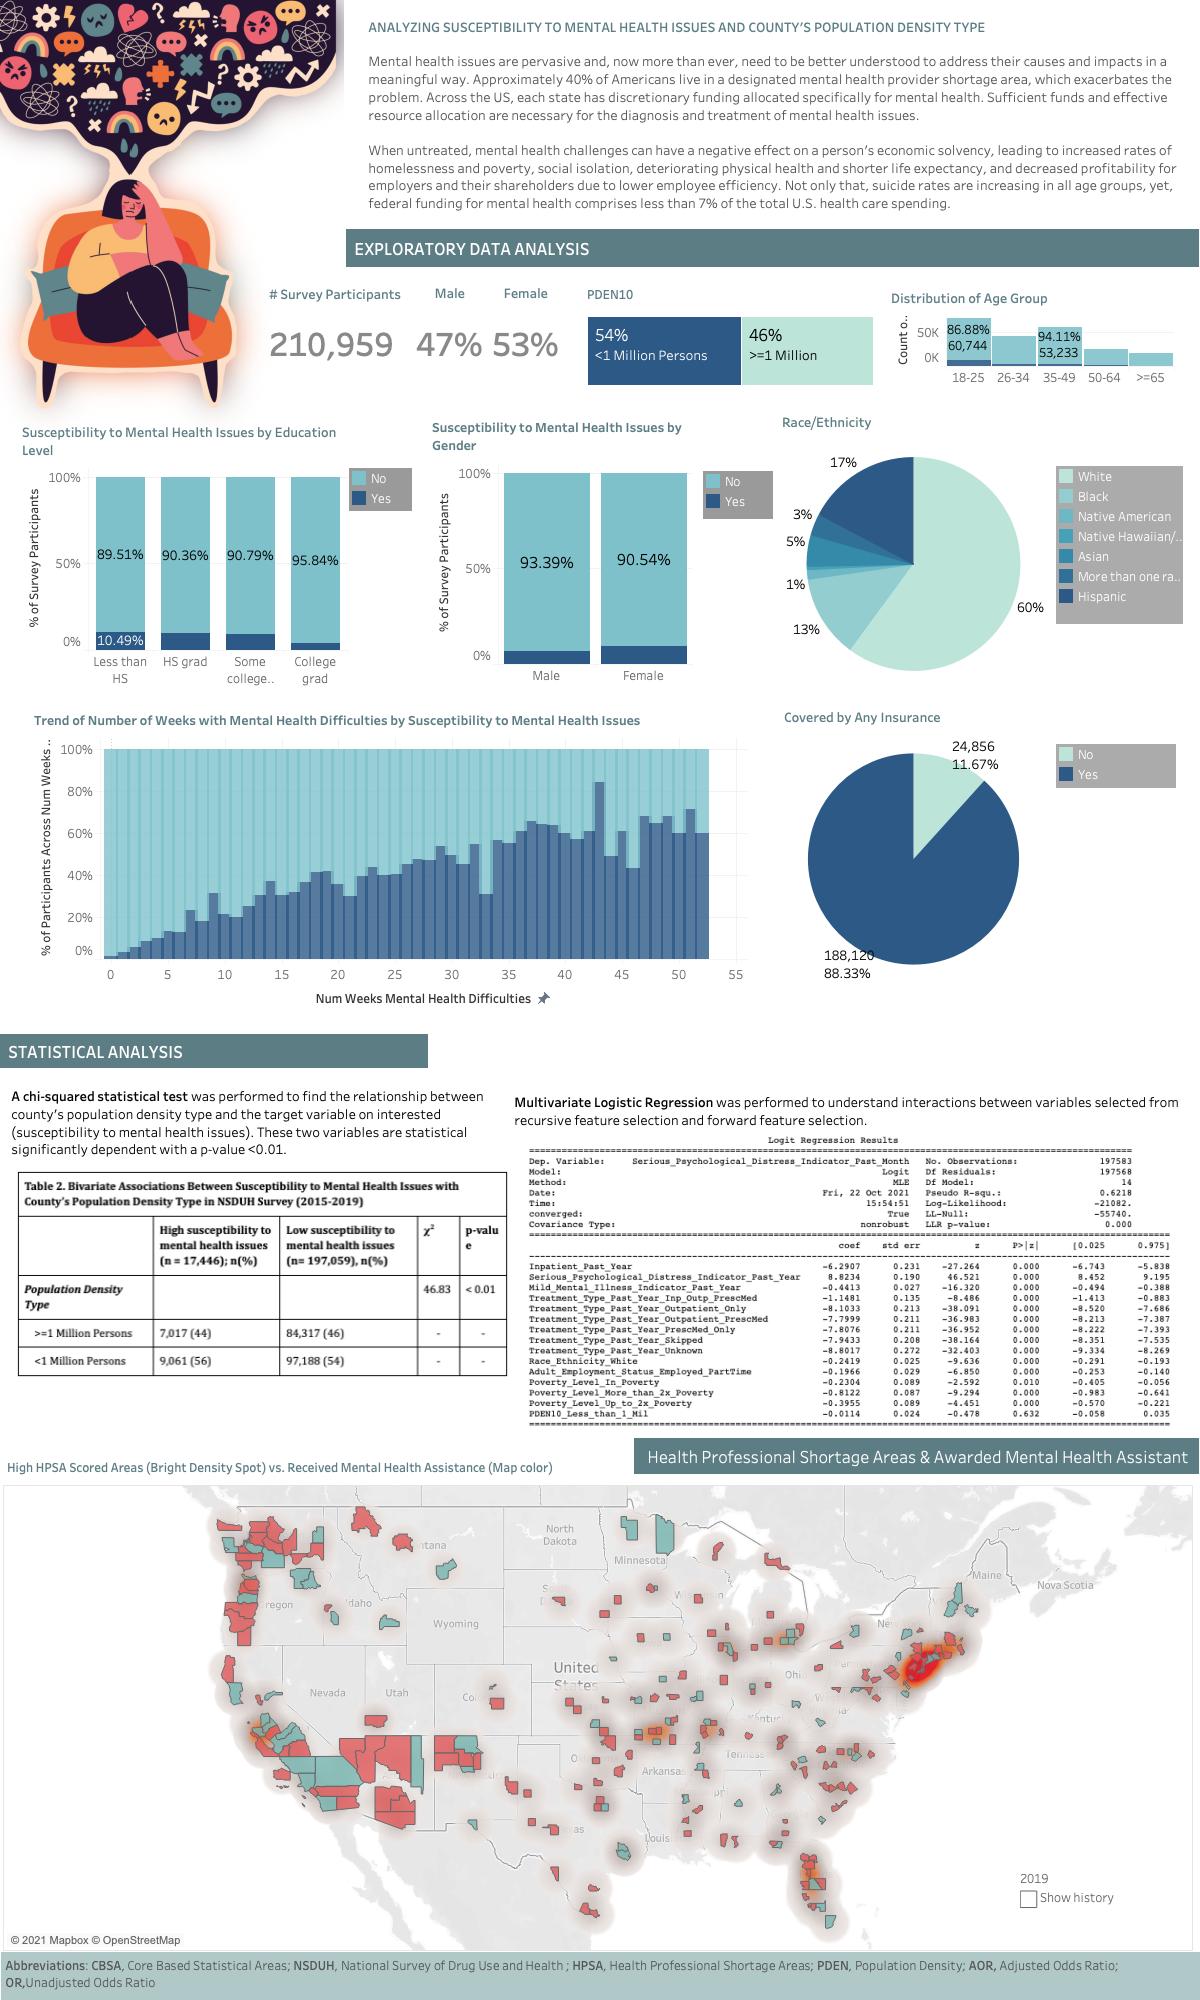 ANALYZING SUSCEPTIBILITY TO MENTAL HEALTH ISSUES AND COUNTY'S POPULATION DENSITY TYPE
Mental health issues are pervasive and, now more than ever, need to be better understood to address their causes and impacts in a
meaningful way. Approximately 40% of Americans live in a designated mental health provider shortage area, which exacerbates the
problem. Across the US, each state has discretionary funding allocated specifically for mental health. Sufficient funds and effective
resource allocation are necessary for the diagnosis and treatment of mental health issues.
When untreated, mental health challenges can have a negative effect on a person's economic solvency, leading to increased rates of
homelessness and poverty, social isolation, deteriorating physical health and shorter life expectancy, and decreased profitability for
employers and their shareholders due to lower employee efficiency. Not only that, suicide rates are increasing in all age groups, yet,
federal funding for mental health comprises less than 7% of the total U.S. health care spending.
EXPLORATORY DATA ANALYSIS
# Survey Participants
210,959
Male
47%
Female
53%
PDEN10
54%
<1 Million Persons
46%
>=1 Million
Distribution of Age Group
Count o..
50K
0K
86.88%
60,744
94.11%
53,233
18-25 26-34 35-49 50-64 >=65
Susceptibility to Mental Health Issues by Education
Level
% of Survey Participants
100%
50%
0%
89.51% 90.36% 90.79% 95.84%
10.49%
Less than
HS
HS grad
Some
college..
College
grad
No
Yes
Susceptibility to Mental Health Issues by
Gender
% of Survey Participants
100%
50%
0%
93.39% 90.54%
Male Female
No
Yes
Race/Ethnicity
17%
3%
5%
1%
13%
60%
White
Black
Native American
Native Hawaiian/..
Asian
More than one ra..
Hispanic
Trend of Number of Weeks with Mental Health Difficulties by Susceptibility to Mental Health Issues
% of Participants Across Num Weeks ..
100%
80%
60%
40%
20%
0%
0 5 10 15 20 25 30 35 40 45 50 55
Num Weeks Mental Health Difficulties
Covered by Any Insurance
24,856
11.67%
188,120
88.33%
No
Yes
STATISTICAL ANALYSIS
A chi-squared statistical test was performed to find the relationship between
county's population density type and the target variable on interested
(susceptibility to mental health issues). These two variables are statistical
significantly dependent with a p-value <0.01.
Table 2. Bivariate Associations Between Susceptibility to Mental Health Issues with
County's Population Density Type in NSDUH Survey (2015-2019)
High susceptibility to
mental health issues
(n = 17,446); n(%)
Low susceptibility to
mental health issues
(n= 197,059), n(%)
χ²
p-valu
e
Population Density
Type
46.83 < 0.01
>=1 Million Persons 7,017 (44) 84,317 (46) - -
<1 Million Persons 9,061 (56) 97,188 (54) - -
Multivariate Logistic Regression was performed to understand interactions between variables selected from
recursive feature selection and forward feature selection.
Logit Regression Results
Dep. Variable: Serious_Psychological_Distress_Indicator_Past_Month No. Observations: 197583
Model: Logit Df Residuals: 197568
Method: MLE Df Model: 14
Date: Fri, 22 Oct 2021 Pseudo R-squ.: 0.6218
Time: 15:54:51 Log-Likelihood: -21082.
converged: True LL-Null: -55740.
Covariance Type: nonrobust LLR p-value: 0.000
coef std err z P>|z| [0.025 0.975]
Inpatient_Past_Year -6.2907 0.231 -27.264 0.000 -6.743 -5.838
Serious_Psychological_Distress_Indicator_Past_Year 8.8234 0.190 46.521 0.000 8.452 9.195
Mild_Mental_Illness_Indicator_Past_Year -0.4413 0.027 -16.320 0.000 -0.494 -0.388
Treatment_Type_Past_Year_Inp_Outp_PrescMed -1.1481 0.135 -8.486 0.000 -1.413 -0.883
Treatment_Type_Past_Year_Outpatient_Only -8.1033 0.213 -38.091 0.000 -8.520 -7.686
Treatment_Type_Past_Year_Outpatient_PrescMed -7.7999 0.211 -36.983 0.000 -8.213 -7.387
Treatment_Type_Past_Year_PrescMed_Only -7.8076 0.211 -36.952 0.000 -8.222 -7.393
Treatment_Type_Past_Year_Skipped -7.9433 0.208 -38.164 0.000 -8.351 -7.535
Treatment_Type_Past_Year_Unknown -8.8017 0.272 -32.403 0.000 -9.334 -8.269
Race_Ethnicity_White -0.2419 0.025 -9.636 0.000 -0.291 -0.193
Adult_Employment_Status_Employed_PartTime -0.1966 0.029 -6.850 0.000 -0.253 -0.140
Poverty_Level_In_Poverty -0.2304 0.089 -2.592 0.010 -0.405 -0.056
Poverty_Level_More_than_2x_Poverty -0.8122 0.087 -9.294 0.000 -0.983 -0.641
Poverty_Level_Up_to_2x_Poverty -0.3955 0.089 -4.451 0.000 -0.570 -0.221
PDEN10_Less_than_1_Mil -0.0114 0.024 -0.478 0.632 -0.058 0.035
Health Professional Shortage Areas & Awarded Mental Health Assistant
High HPSA Scored Areas (Bright Density Spot) vs. Received Mental Health Assistance (Map color)
North
Dakota
Minnesota
Maine
Nova Scotia
Wyoming
United
States
Nevada
Utah
2019
Show history
© 2021 Mapbox © OpenStreetMap
Abbreviations: CBSA, Core Based Statistical Areas; NSDUH, National Survey of Drug Use and Health ; HPSA, Health Professional Shortage Areas; PDEN, Population Density; AOR, Adjusted Odds Ratio;
OR,Unadjusted Odds Ratio